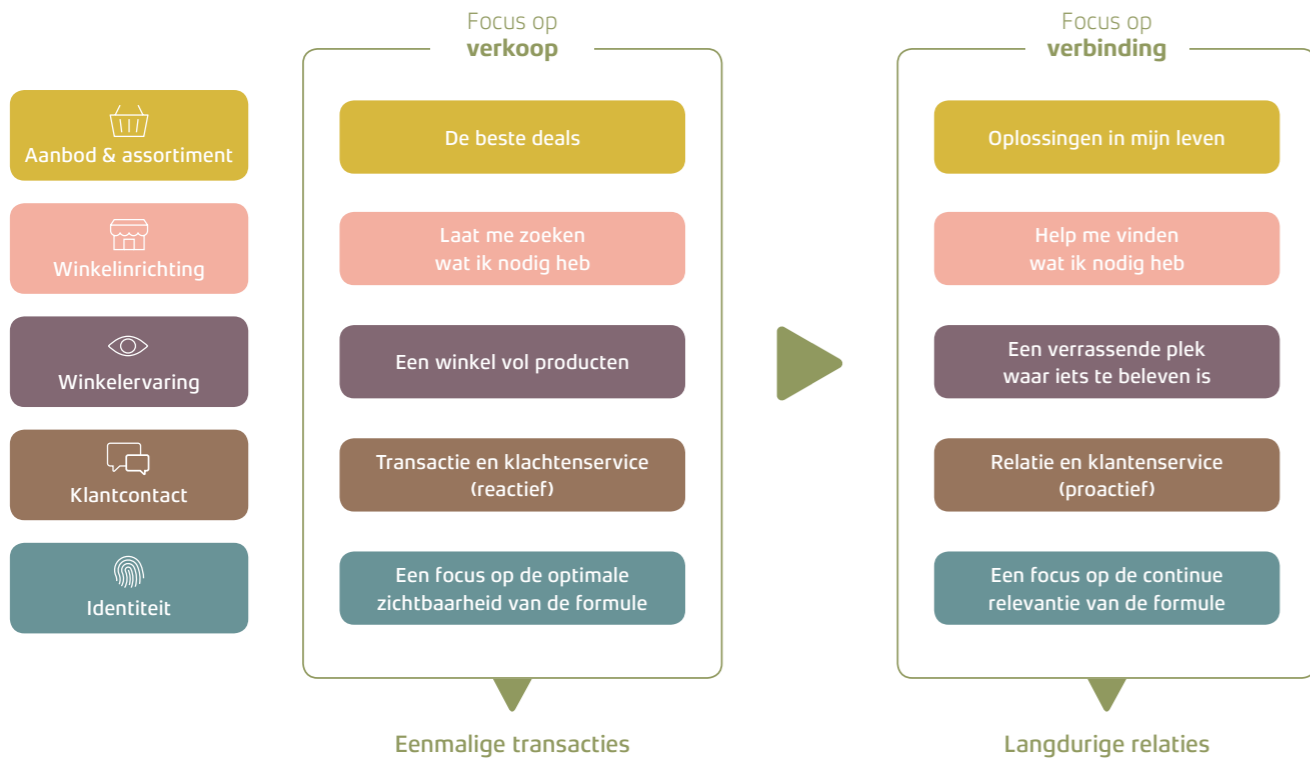 Focus op
verkoop
Focus op
verbinding
Aanbod & assortiment
De beste deals
Oplossingen in mijn leven
Winkelinrichting
Laat me zoeken
wat ik nodig heb
Help me vinden
wat ik nodig heb
Winkelervaring
Een winkel vol producten
Een verrassende plek
waar iets te beleven is
Klantcontact
Transactie en klachtenservice
(reactief)
Relatie en klantenservice
(proactief)
Identiteit
Een focus op de optimale
zichtbaarheid van de formule
Een focus op de continue
relevantie van de formule
Eenmalige transacties
Langdurige relaties